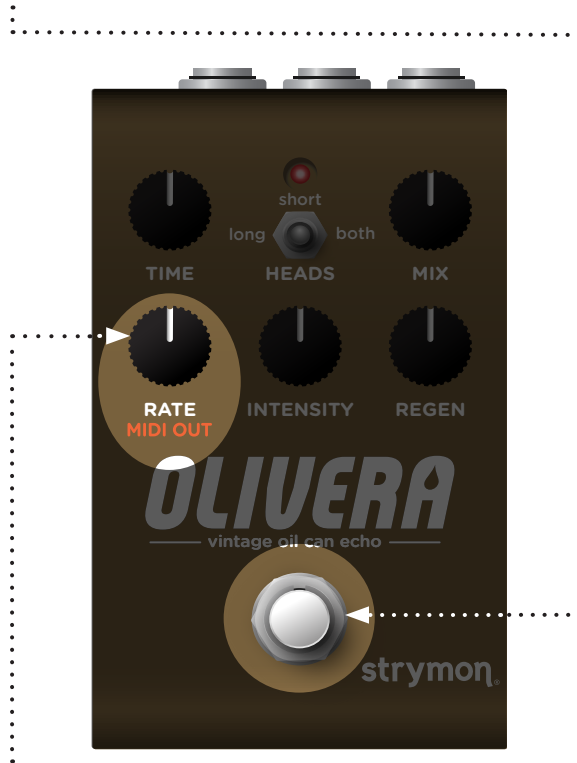 short
long both
TIME HEADS MIX
RATE INTENSITY REGEN
MIDI OUT
OLIVERA
vintage oil can echo
strymon®